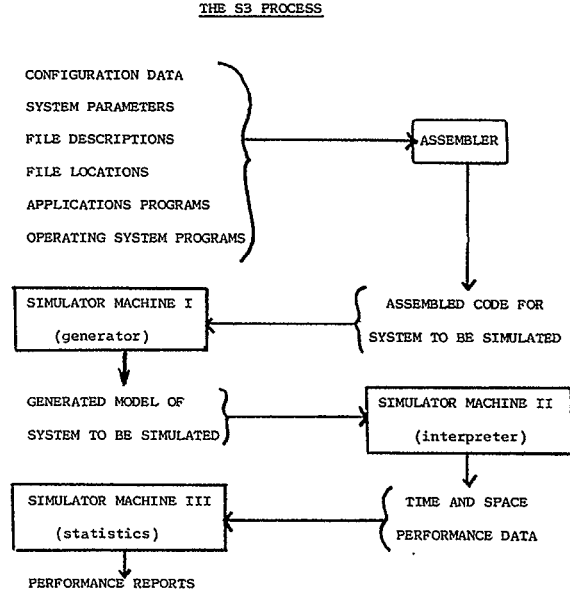 THE S3 PROCESS
CONFIGURATION DATA
SYSTEM PARAMETERS
FILE DESCRIPTIONS
FILE LOCATIONS
APPLICATIONS PROGRAMS
OPERATING SYSTEM PROGRAMS
ASSEMBLER
ASSEMBLED CODE FOR
SYSTEM TO BE SIMULATED
SIMULATOR MACHINE I
(generator)
GENERATED MODEL OF
SYSTEM TO BE SIMULATED
SIMULATOR MACHINE II
(interpreter)
TIME AND SPACE
PERFORMANCE DATA
SIMULATOR MACHINE III
(statistics)
PERFORMANCE REPORTS